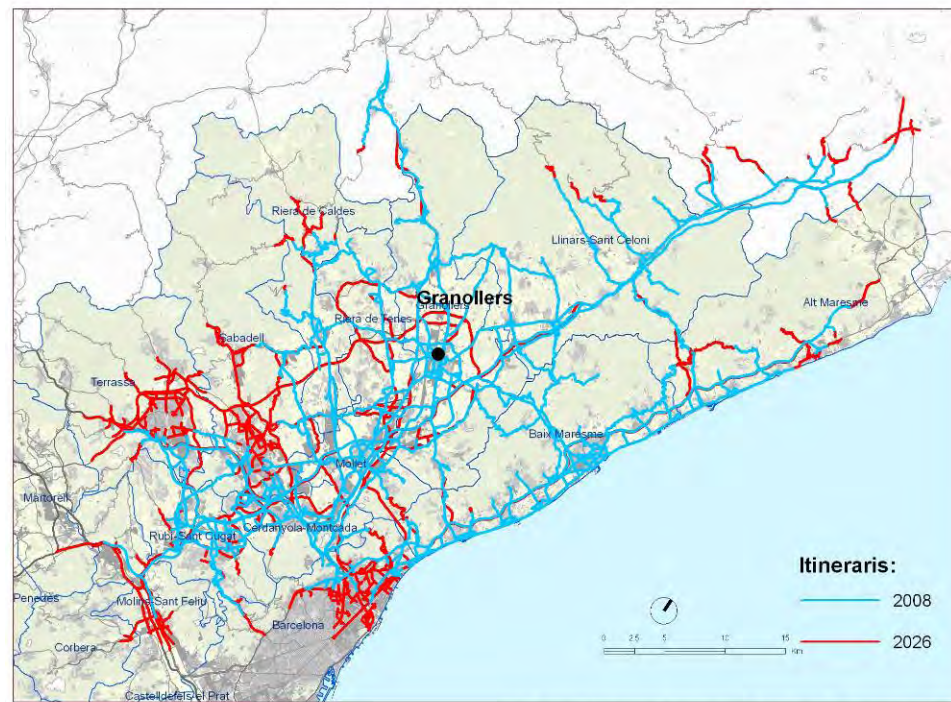 Riera de Caldes
Llinars-Sant Celoni
Granollers
Granollers
Alt Maresme
Riera de Tenes
Sabadell
Terrassa
Baix Maresme
Mollet
Martorell
Cerdanyola-Montcada
Rubí-Sant Cugat
Itineraris:
Penedès
Molins-Sant Feliu
2008
Barcelona
2026
Corbera
0 2.5 5 10 15
Km
Castelldefels-el Prat